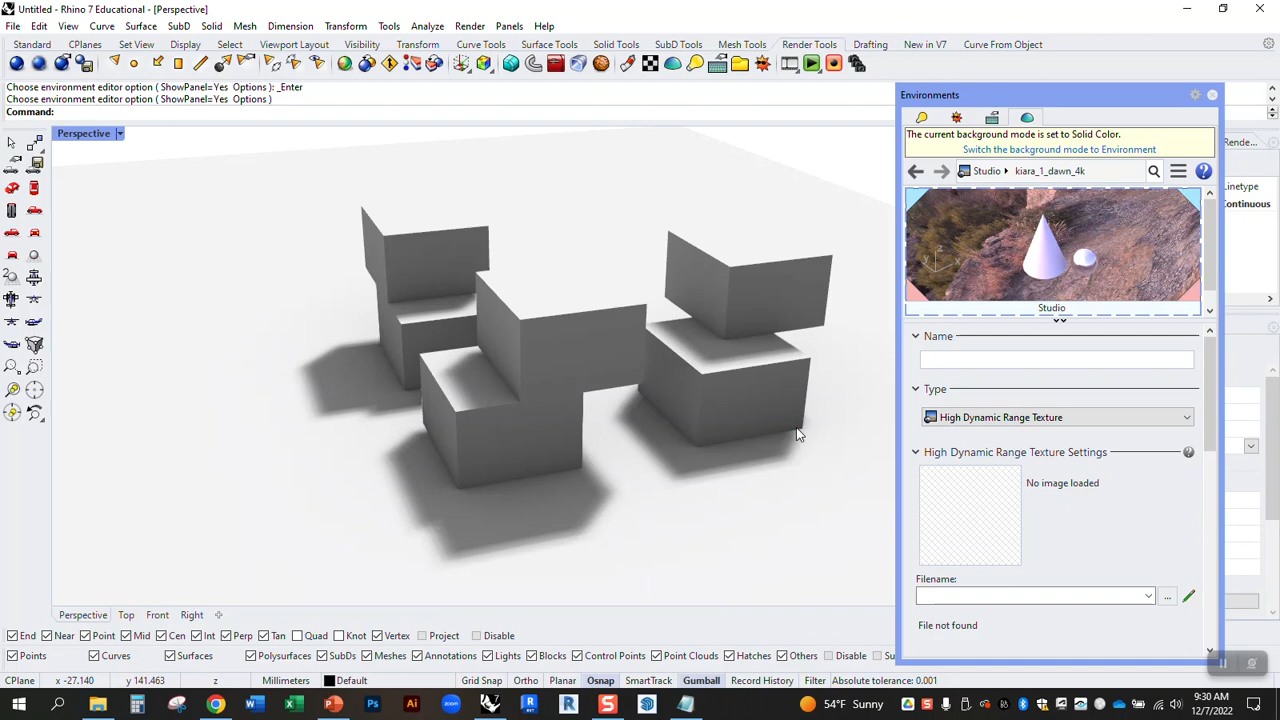 Untitled - Rhino 7 Educational - [Perspective]
File Edit View Curve Surface SubD Solid Mesh Dimension Transform Tools Analyze Render Panels Help
Standard CPlanes Set View Display Select Viewport Layout Visibility Transform Curve Tools Surface Tools Solid Tools SubD Tools Mesh Tools Render Tools Drafting New in V7 Curve From Object
Choose environment editor option ( ShowPanel=Yes Options ): _Enter
Choose environment editor option ( ShowPanel=Yes Options )
Command:
Perspective
Environments
The current background mode is set to Solid Color.
Switch the background mode to Environment
Studio kiara_1_dawn_4k
Rende...
Linetype
Continuous
z
y x
Studio
Name
Type
High Dynamic Range Texture
High Dynamic Range Texture Settings
No image loaded
Filename:
...
File not found
Perspective Top Front Right
End Near Point Mid Cen Int Perp Tan Quad Knot Vertex Project Disable
Points Curves Surfaces Polysurfaces SubDs Meshes Annotations Lights Blocks Control Points Point Clouds Hatches Others Disable
CPlane x -27.140 y 141.463 z Millimeters Default Grid Snap Ortho Planar Osnap SmartTrack Gumball Record History Filter Absolute tolerance: 0.001
zoom
54°F Sunny
9:30 AM
12/7/2022